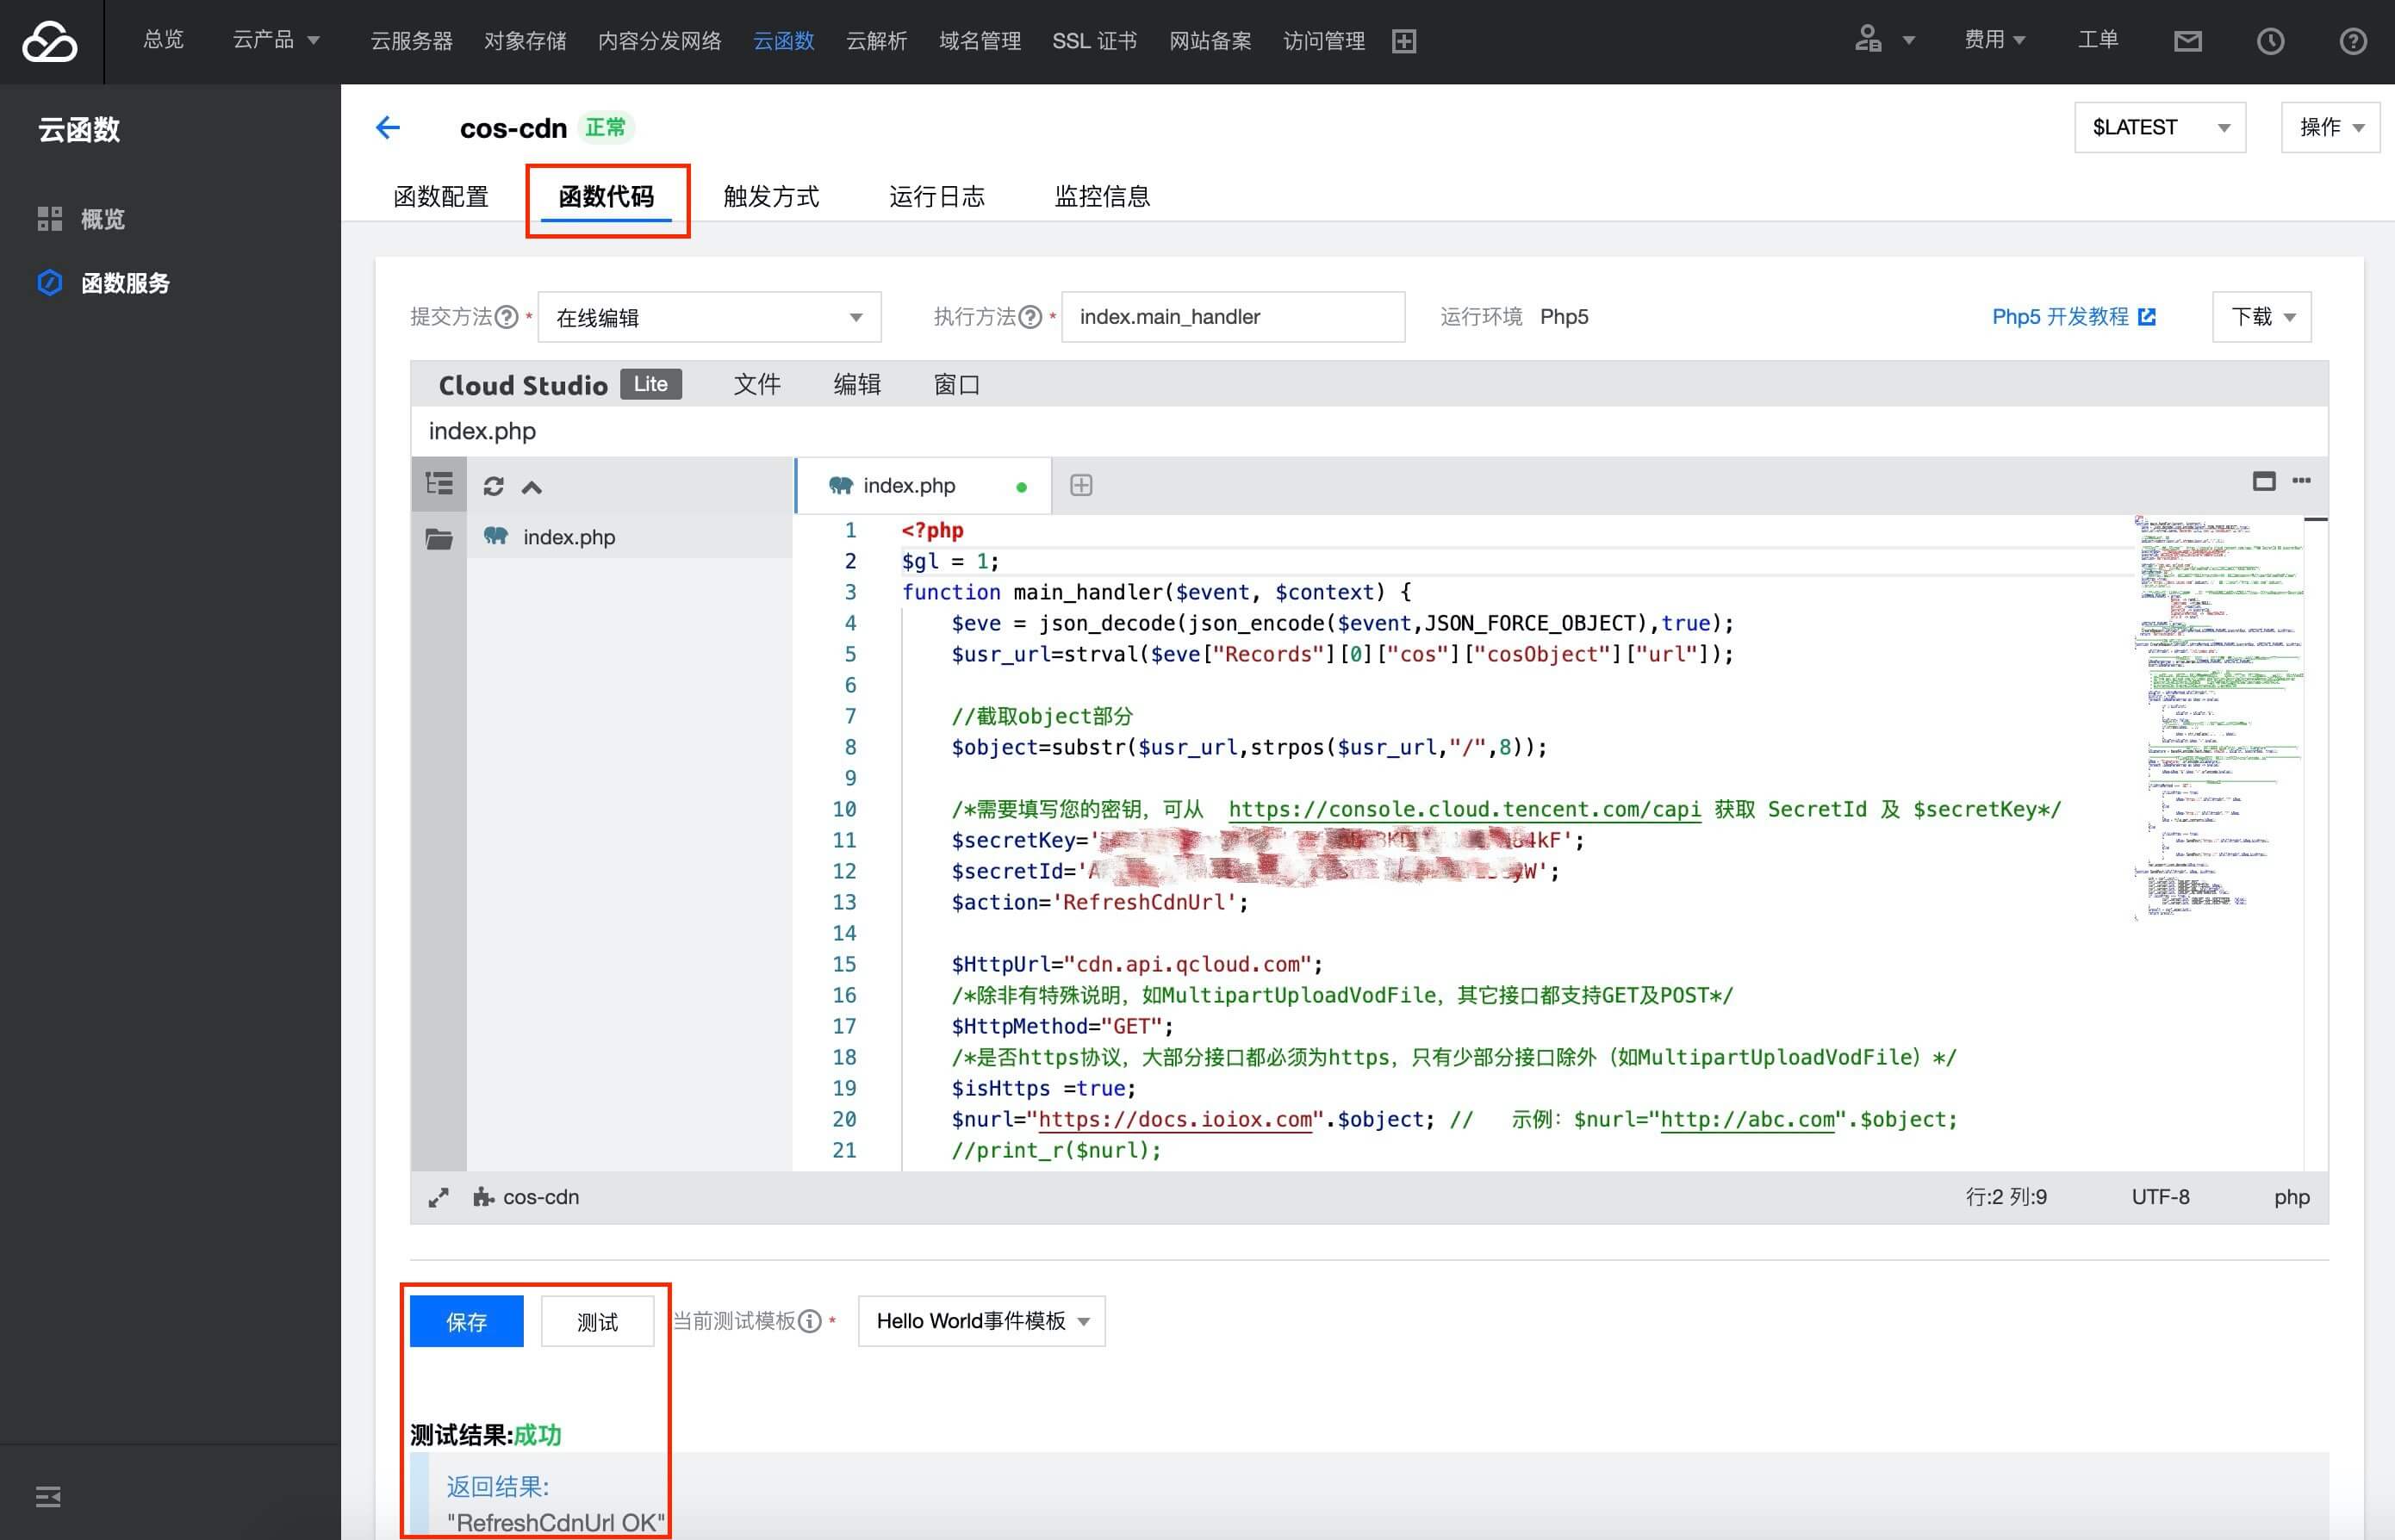 总览 云产品 云服务器 对象存储 内容分发网络 云函数 云解析 域名管理 SSL 证书 网站备案 访问管理 费用 工单
云函数
概览
函数服务
cos-cdn 正常 $LATEST 操作
函数配置 函数代码 触发方式 运行日志 监控信息
提交方法 * 在线编辑 执行方法 * index.main_handler 运行环境 Php5 Php5 开发教程 下载
Cloud Studio Lite 文件 编辑 窗口
index.php
index.php
index.php
1 <?php
2 $gl = 1;
3 function main_handler($event, $context) {
4 $eve = json_decode(json_encode($event,JSON_FORCE_OBJECT),true);
5 $usr_url=strval($eve["Records"][0]["cos"]["cosObject"]["url"]);
6
7 //截取object部分
8 $object=substr($usr_url,strpos($usr_url,"/",8));
9
10 /*需要填写您的密钥，可从 https://console.cloud.tencent.com/capi 获取 SecretId 及 $secretKey*/
11 $secretKey='
12 $secretId='
13 $action='RefreshCdnUrl';
14
15 $HttpUrl="cdn.api.qcloud.com";
16 /*除非有特殊说明，如MultipartUploadVodFile，其它接口都支持GET及POST*/
17 $HttpMethod="GET";
18 /*是否https协议，大部分接口都必须为https，只有少部分接口除外（如MultipartUploadVodFile）*/
19 $isHttps =true;
20 $nurl="https://docs.ioiox.com".$object; // 示例：$nurl="http://abc.com".$object;
21 //print_r($nurl);
cos-cdn 行:2 列:9 UTF-8 php
保存 测试 当前测试模板 * Hello World事件模板
测试结果:成功
返回结果:
"RefreshCdnUrl OK"